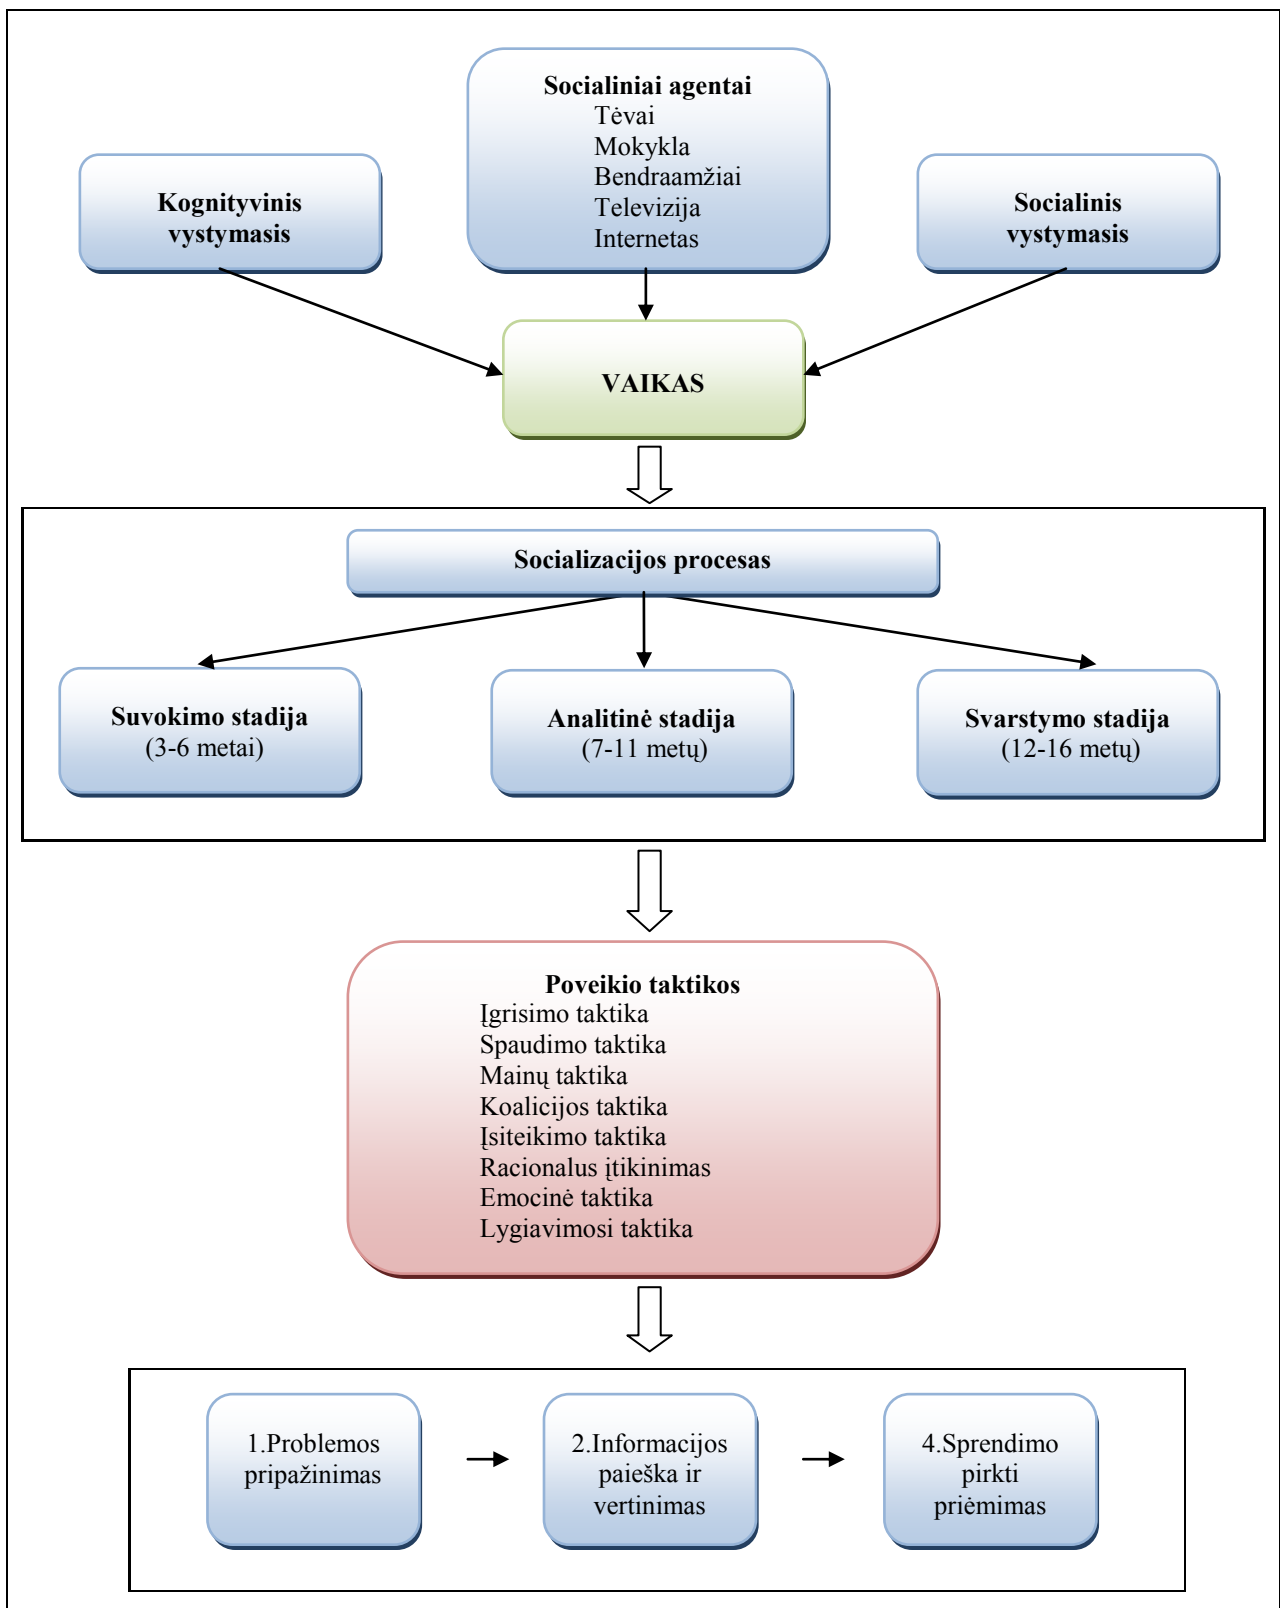 Socialiniai agentai
Tėvai
Mokykla
Bendraamžiai
Televizija
Internetas
Kognityvinis
vystymasis
Socialinis
vystymasis
VAIKAS
Socializacijos procesas
Suvokimo stadija
(3-6 metai)
Analitinė stadija
(7-11 metų)
Svarstymo stadija
(12-16 metų)
Poveikio taktikos
Įgrisimo taktika
Spaudimo taktika
Mainų taktika
Koalicijos taktika
Įsiteikimo taktika
Racionalus įtikinimas
Emocinė taktika
Lygiavimosi taktika
1.Problemos
pripažinimas
2.Informacijos
paieška ir
vertinimas
4.Sprendimo
pirkti
priėmimas